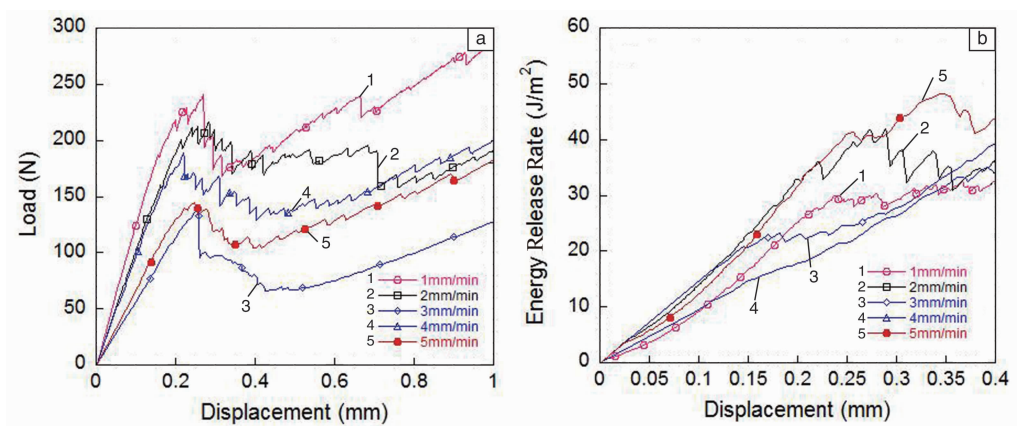 a
300
250
200
150
100
50
0
Load (N)
0
0.2
0.4
0.6
0.8
1
Displacement (mm)
1
2
4
5
3
1 1mm/min
2 2mm/min
3 3mm/min
4 4mm/min
5 5mm/min
b
60
50
40
30
20
10
0
Energy Release Rate (J/m²)
0
0.05
0.1
0.15
0.2
0.25
0.3
0.35
0.4
Displacement (mm)
5
2
1
3
4
1 1mm/min
2 2mm/min
3 3mm/min
4 4mm/min
5 5mm/min